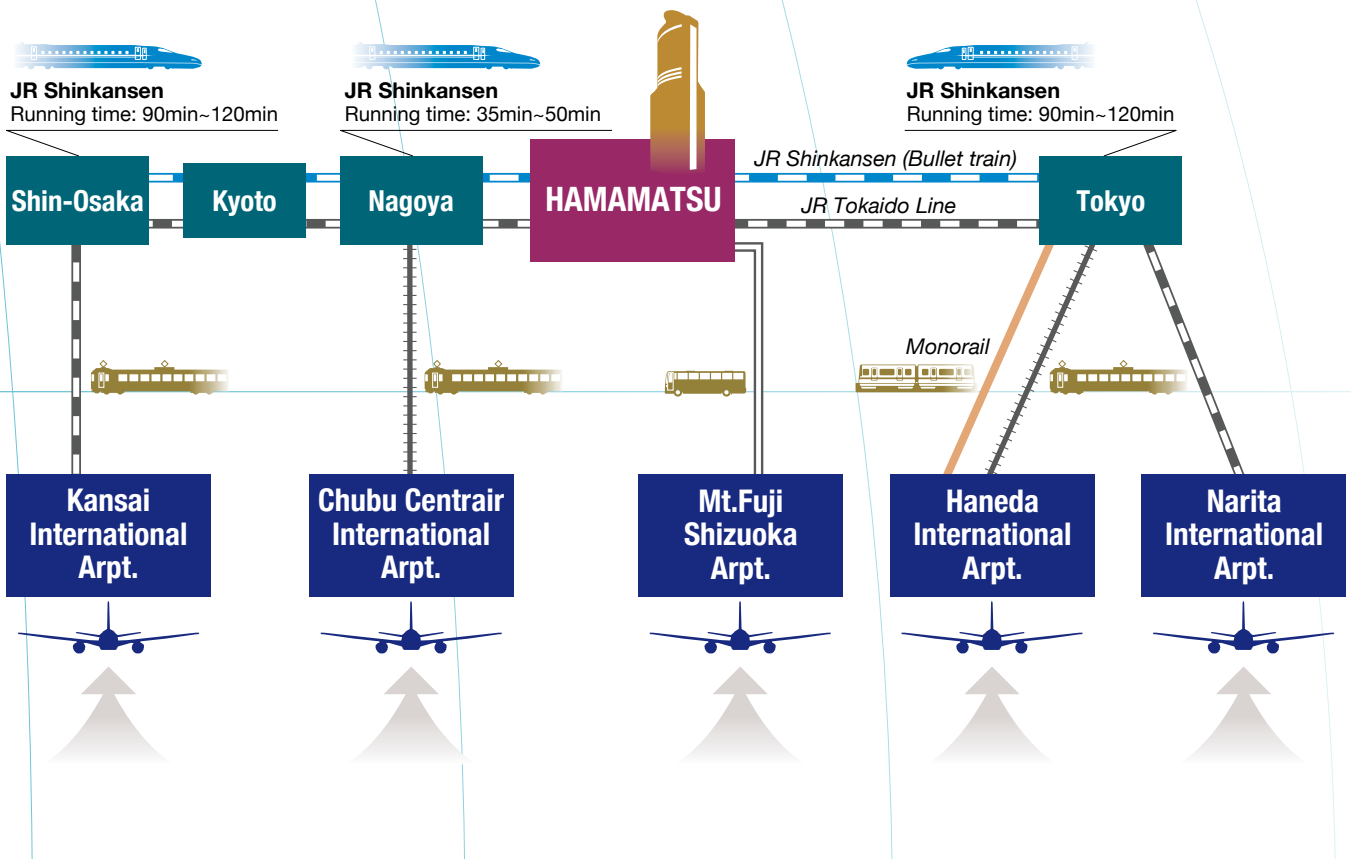 JR Shinkansen
Running time: 90min~120min
JR Shinkansen
Running time: 35min~50min
JR Shinkansen
Running time: 90min~120min
Shin-Osaka
Kyoto
Nagoya
HAMAMATSU
JR Shinkansen (Bullet train)
JR Tokaido Line
Tokyo
Monorail
Kansai
International
Arpt.
Chubu Centrair
International
Arpt.
Mt.Fuji
Shizuoka
Arpt.
Haneda
International
Arpt.
Narita
International
Arpt.